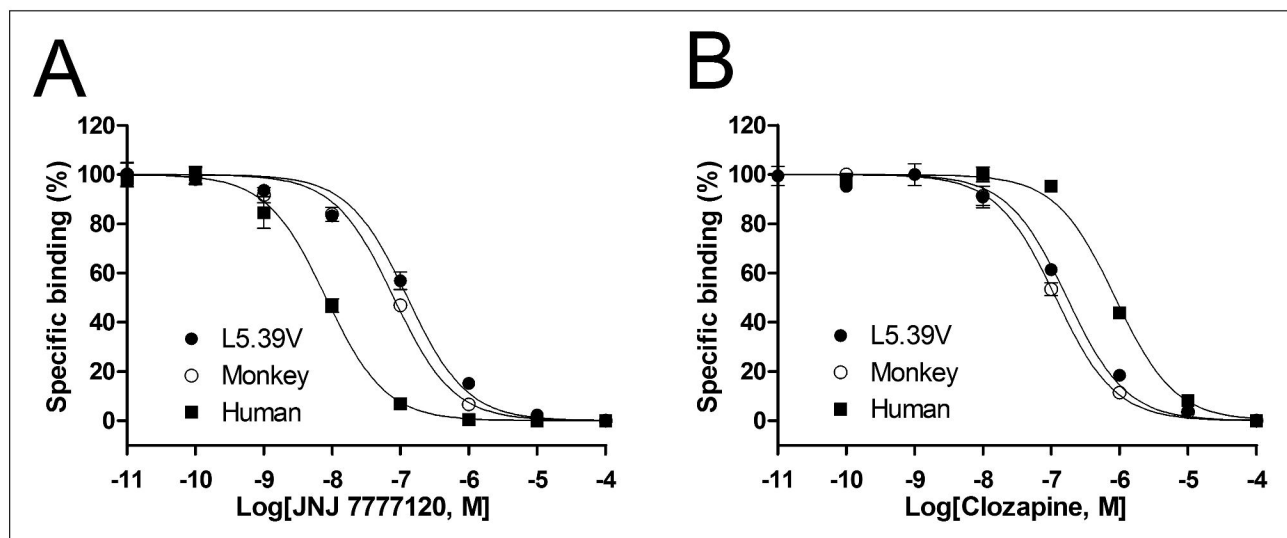 A
Specific binding (%)
120
100
80
60
40
20
0
L5.39V
Monkey
Human
-11 -10 -9 -8 -7 -6 -5 -4
Log[JNJ 7777120, M]
B
Specific binding (%)
120
100
80
60
40
20
0
L5.39V
Monkey
Human
-11 -10 -9 -8 -7 -6 -5 -4
Log[Clozapine, M]